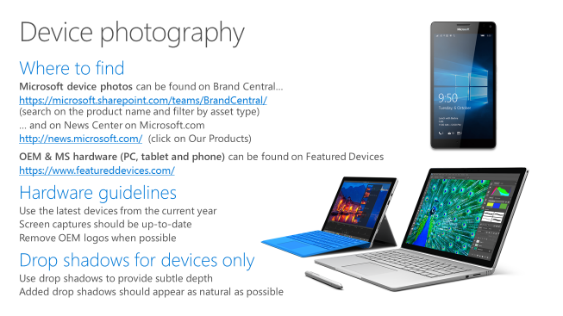 Device photography
Where to find
Microsoft device photos can be found on Brand Central...
https://microsoft.sharepoint.com/teams/BrandCentral/
(search on the product name and filter by asset type)
... and on News Center on Microsoft.com
http://news.microsoft.com/ (click on Our Products)
OEM & MS hardware (PC, tablet and phone) can be found on Featured Devices
https://www.featureddevices.com/
Hardware guidelines
Use the latest devices from the current year
Screen captures should be up-to-date
Remove OEM logos when possible
Drop shadows for devices only
Use drop shadows to provide subtle depth
Added drop shadows should appear as natural as possible
Microsoft
9:50